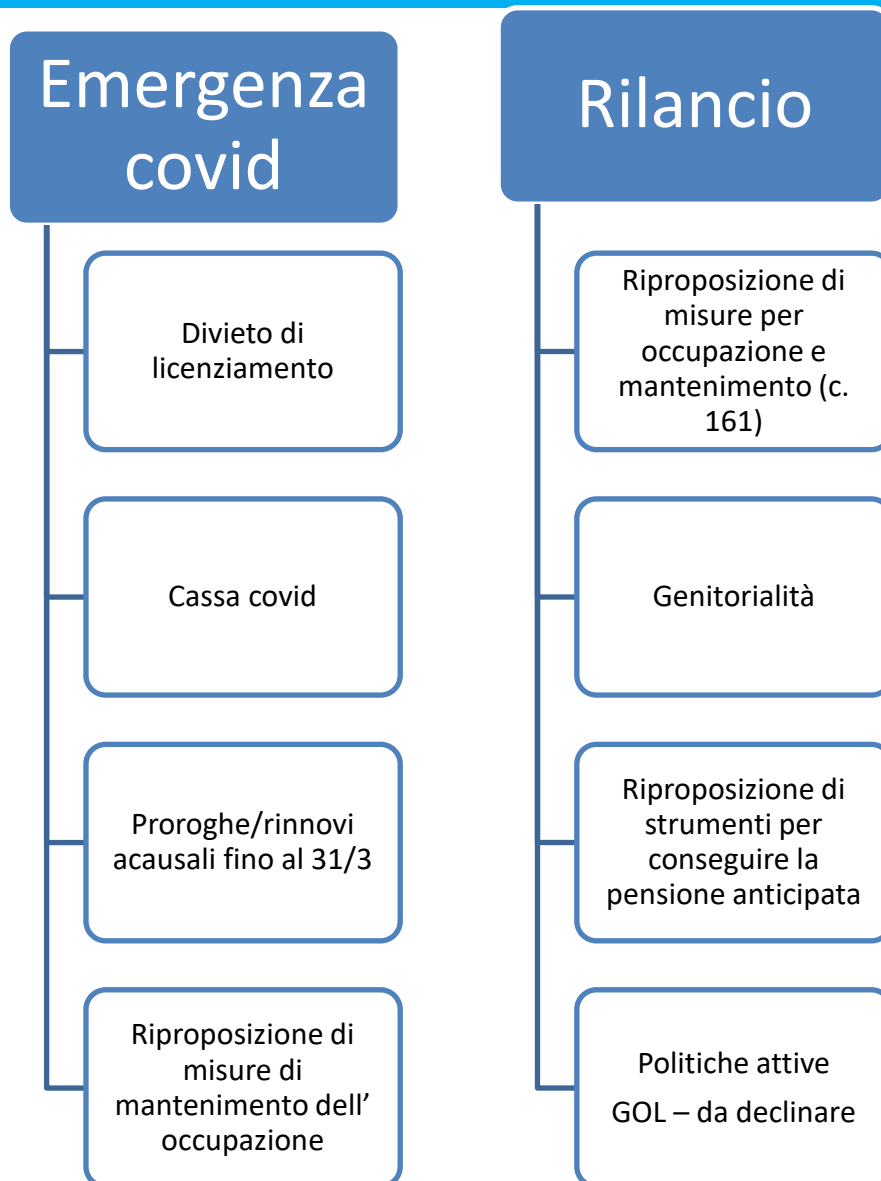 Emergenza
covid
Divieto di
licenziamento
Cassa covid
Proroghe/rinnovi
acausali fino al 31/3
Riproposizione di
misure di
mantenimento dell’
occupazione
Rilancio
Riproposizione di
misure per
occupazione e
mantenimento (c.
161)
Genitorialità
Riproposizione di
strumenti per
conseguire la
pensione anticipata
Politiche attive
GOL – da declinare